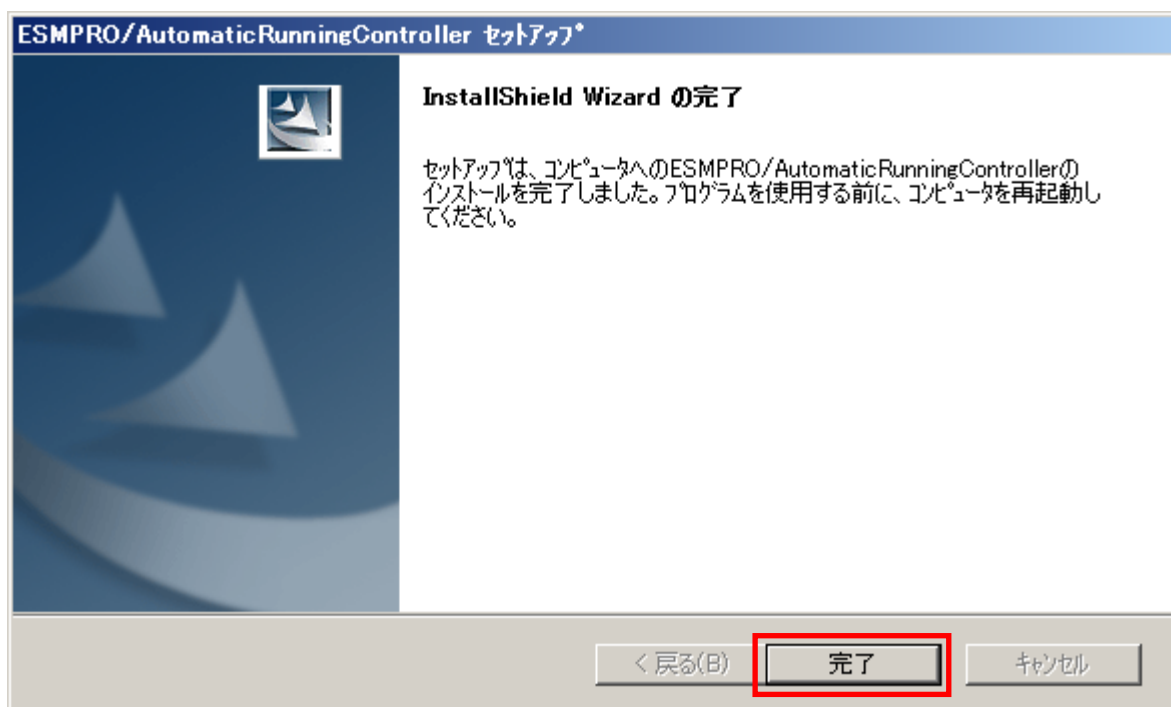 ESMPRO/AutomaticRunningController ｾｯﾄｱｯﾌﾟ
InstallShield Wizard の完了
ｾｯﾄｱｯﾌﾟは、ｺﾝﾋﾟｭｰﾀへのESMPRO/AutomaticRunningControllerの
ｲﾝｽﾄｰﾙを完了しました。ﾌﾟﾛｸﾞﾗﾑを使用する前に、ｺﾝﾋﾟｭｰﾀを再起動し
てください。
< 戻る(B)
完了
ｷｬﾝｾﾙ